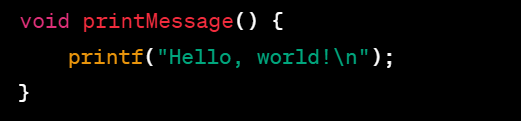 void printMessage() {
    printf("Hello, world!\n");
}